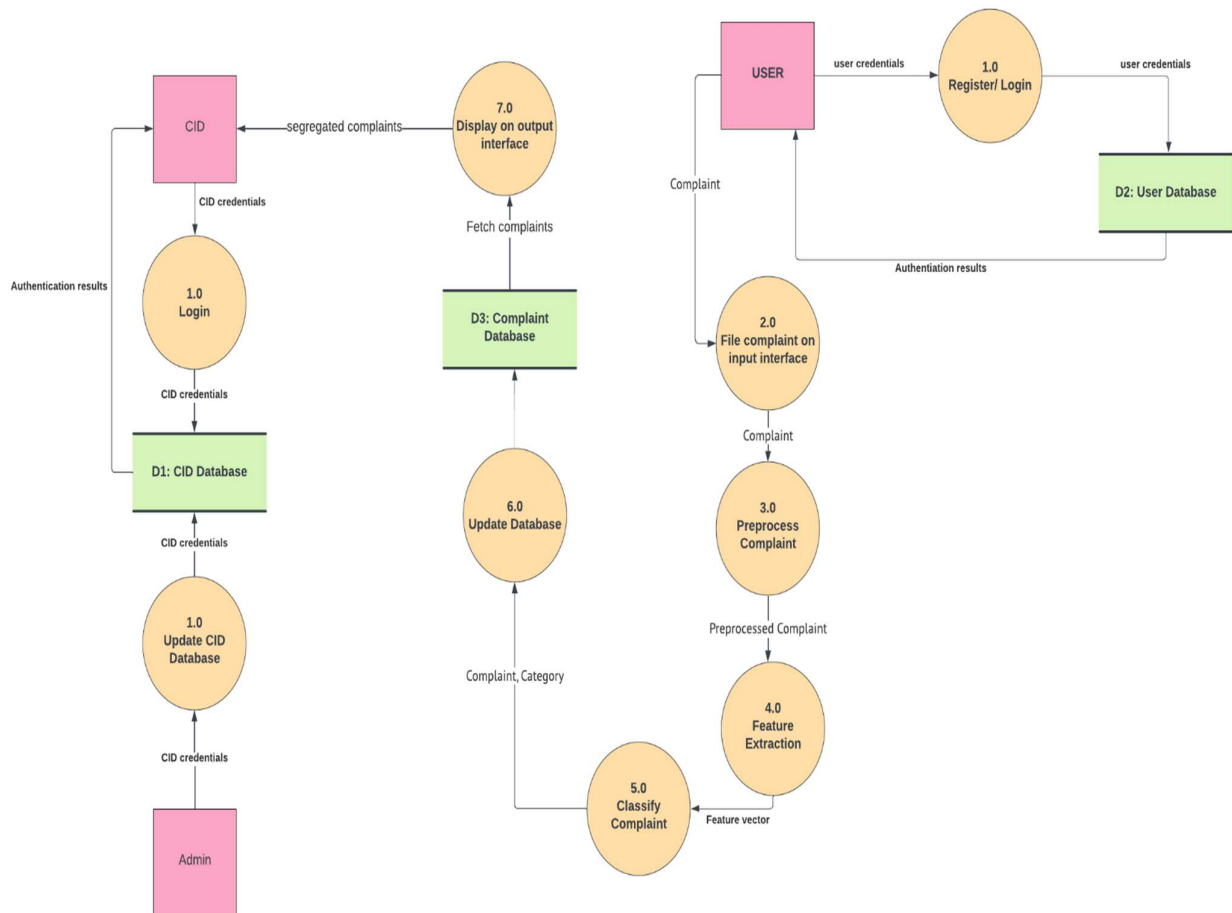 USER
user credentials
1.0
Register/ Login
user credentials
CID
segregated complaints
7.0
Display on output
interface
D2: User Database
Complaint
CID credentials
Fetch complaints
Authentiation results
Authentication results
1.0
Login
D3: Complaint
Database
2.0
File complaint on
input interface
CID credentials
Complaint
D1: CID Database
6.0
Update Database
3.0
Preprocess
Complaint
CID credentials
1.0
Update CID
Database
Preprocessed Complaint
Complaint, Category
4.0
Feature
Extraction
CID credentials
5.0
Classify
Complaint
Feature vector
Admin